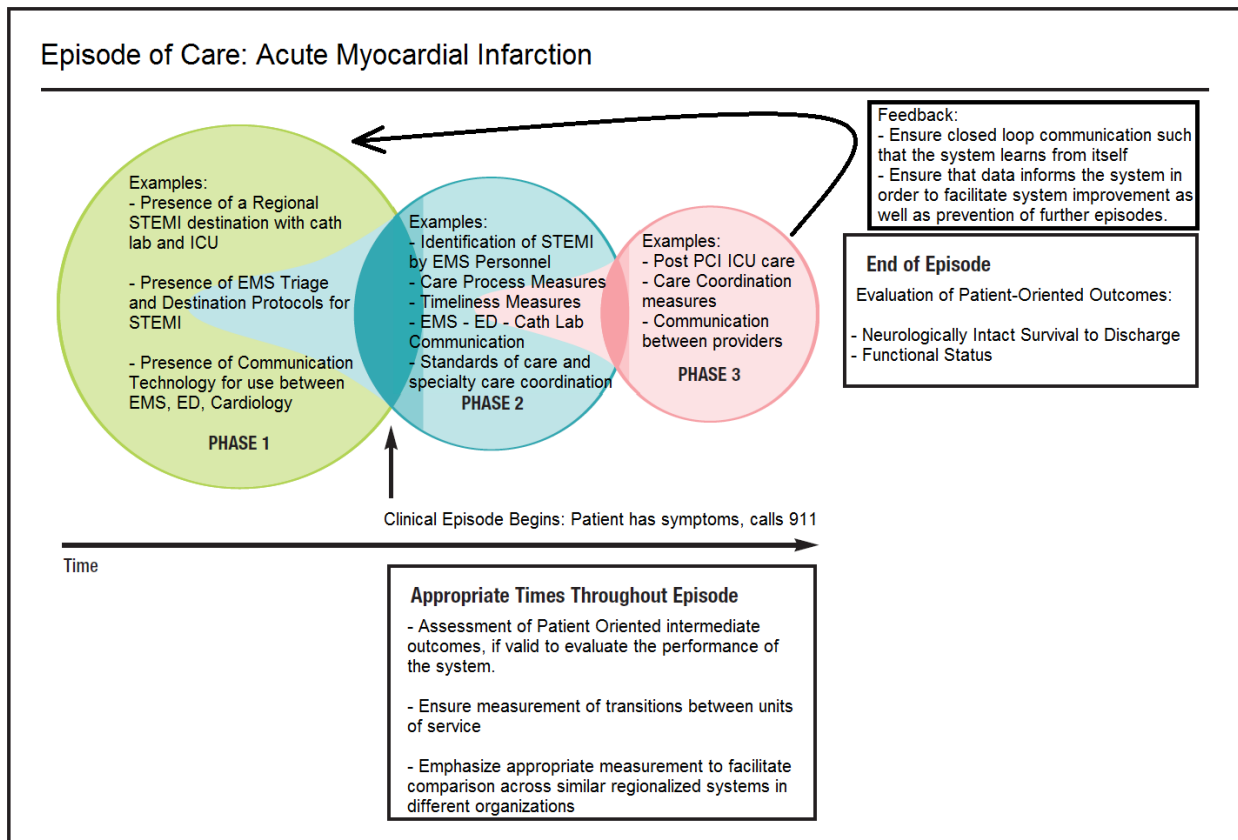 Episode of Care: Acute Myocardial Infarction
Examples:
- Presence of a Regional
STEMI destination with cath
lab and ICU
- Presence of EMS Triage
and Destination Protocols for
STEMI
- Presence of Communication
Technology for use between
EMS, ED, Cardiology
PHASE 1
Examples:
- Identification of STEMI
by EMS Personnel
- Care Process Measures
- Timeliness Measures
- EMS - ED - Cath Lab
Communication
- Standards of care and
specialty care coordination
PHASE 2
Examples:
- Post PCI ICU care
- Care Coordination
measures
- Communication
between providers
PHASE 3
Feedback:
- Ensure closed loop communication such
that the system learns from itself
- Ensure that data informs the system in
order to facilitate system improvement as
well as prevention of further episodes.
End of Episode
Evaluation of Patient-Oriented Outcomes:
- Neurologically Intact Survival to Discharge
- Functional Status
Clinical Episode Begins: Patient has symptoms, calls 911
Time
Appropriate Times Throughout Episode
- Assessment of Patient Oriented intermediate
outcomes, if valid to evaluate the performance of
the system.
- Ensure measurement of transitions between units
of service
- Emphasize appropriate measurement to facilitate
comparison across similar regionalized systems in
different organizations